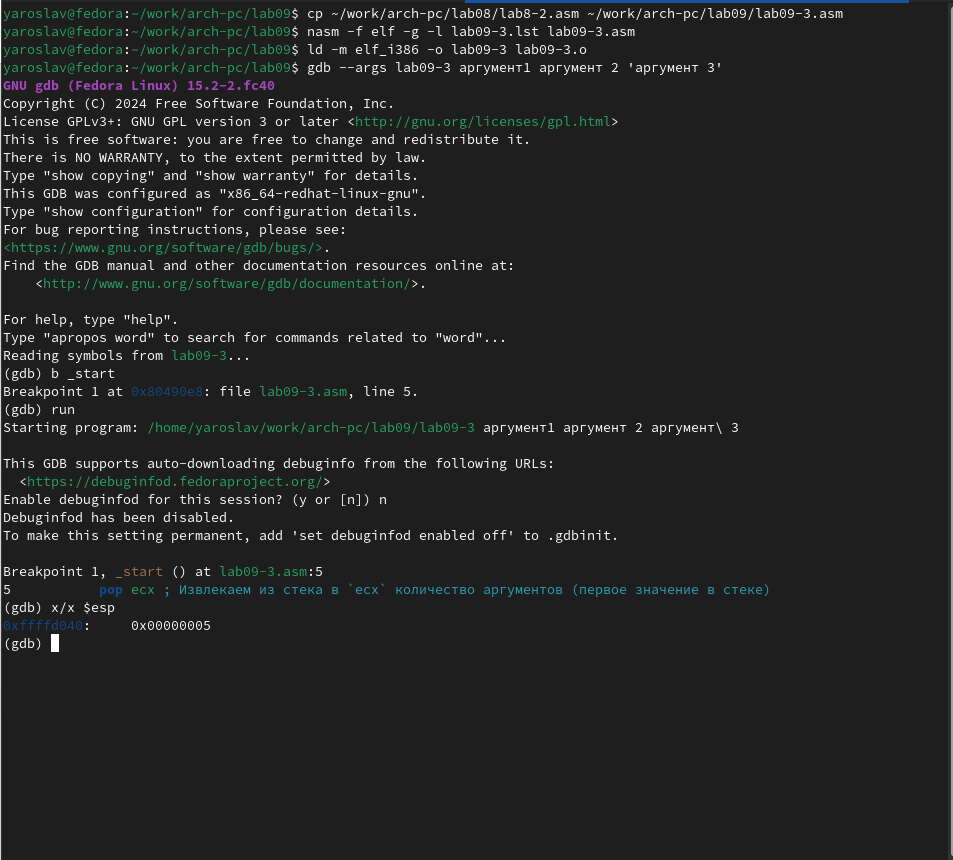 yaroslav@fedora:~/work/arch-pc/lab09$ cp ~/work/arch-pc/lab08/lab8-2.asm ~/work/arch-pc/lab09/lab09-3.asm
yaroslav@fedora:~/work/arch-pc/lab09$ nasm -f elf -g -l lab09-3.lst lab09-3.asm
yaroslav@fedora:~/work/arch-pc/lab09$ ld -m elf_i386 -o lab09-3 lab09-3.o
yaroslav@fedora:~/work/arch-pc/lab09$ gdb --args lab09-3 аргумент1 аргумент 2 'аргумент 3'
GNU gdb (Fedora Linux) 15.2-2.fc40
Copyright (C) 2024 Free Software Foundation, Inc.
License GPLv3+: GNU GPL version 3 or later <http://gnu.org/licenses/gpl.html>
This is free software: you are free to change and redistribute it.
There is NO WARRANTY, to the extent permitted by law.
Type "show copying" and "show warranty" for details.
This GDB was configured as "x86_64-redhat-linux-gnu".
Type "show configuration" for configuration details.
For bug reporting instructions, please see:
<https://www.gnu.org/software/gdb/bugs/>.
Find the GDB manual and other documentation resources online at:
    <http://www.gnu.org/software/gdb/documentation/>.

For help, type "help".
Type "apropos word" to search for commands related to "word"...
Reading symbols from lab09-3...
(gdb) b _start
Breakpoint 1 at 0x80490e8: file lab09-3.asm, line 5.
(gdb) run
Starting program: /home/yaroslav/work/arch-pc/lab09/lab09-3 аргумент1 аргумент 2 аргумент\ 3

This GDB supports auto-downloading debuginfo from the following URLs:
  <https://debuginfod.fedoraproject.org/>
Enable debuginfod for this session? (y or [n]) n
Debuginfod has been disabled.
To make this setting permanent, add 'set debuginfod enabled off' to .gdbinit.

Breakpoint 1, _start () at lab09-3.asm:5
5           pop ecx ; Извлекаем из стека в `ecx` количество аргументов (первое значение в стеке)
(gdb) x/x $esp
0xffffd040:     0x00000005
(gdb)